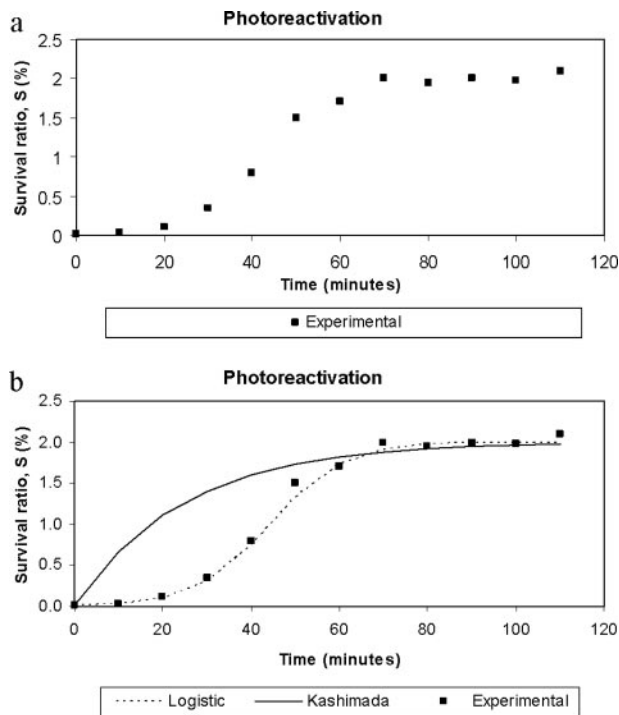 a
Photoreactivation
Survival ratio, S (%)
2.5
2
1.5
1
0.5
0
0 20 40 60 80 100 120
Time (minutes)
Experimental
b
Photoreactivation
Survival ratio, S (%)
2.5
2.0
1.5
1.0
0.5
0.0
0 20 40 60 80 100 120
Time (minutes)
Logistic Kashimada Experimental